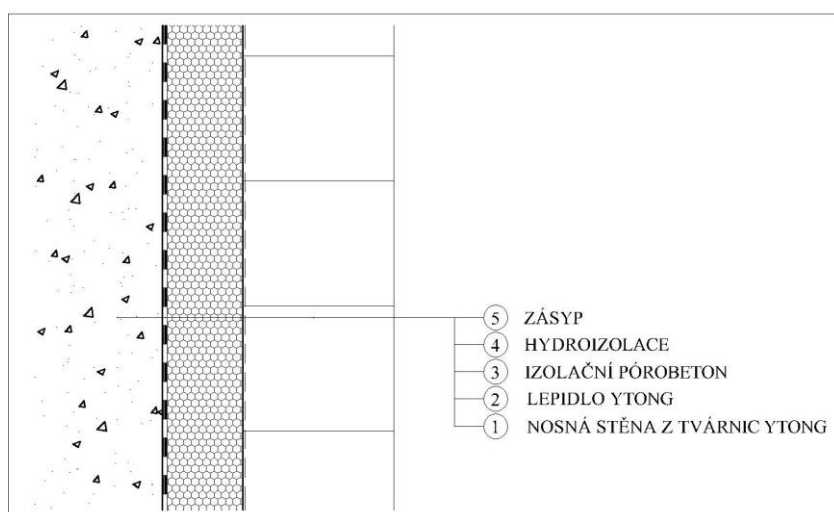 5 ZÁSYP
4 HYDROIZOLACE
3 IZOLAČNÍ PÓROBETON
2 LEPIDLO YTONG
1 NOSNÁ STĚNA Z TVÁRNIC YTONG